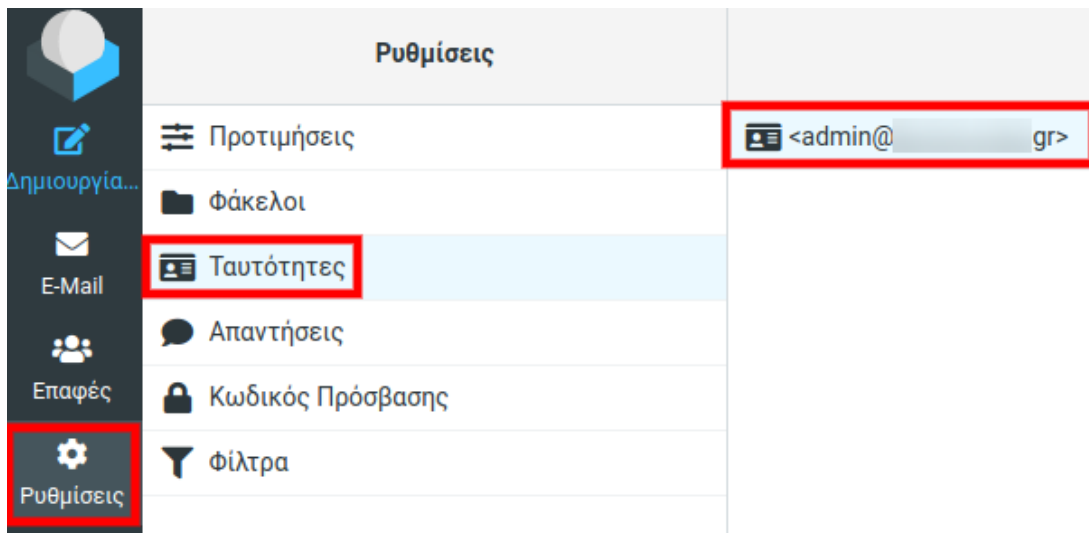 Ρυθμίσεις
Δημιουργία...
E-Mail
Επαφές
Ρυθμίσεις
Προτιμήσεις
Φάκελοι
Ταυτότητες
Απαντήσεις
Κωδικός Πρόσβασης
Φίλτρα
<admin@ gr>